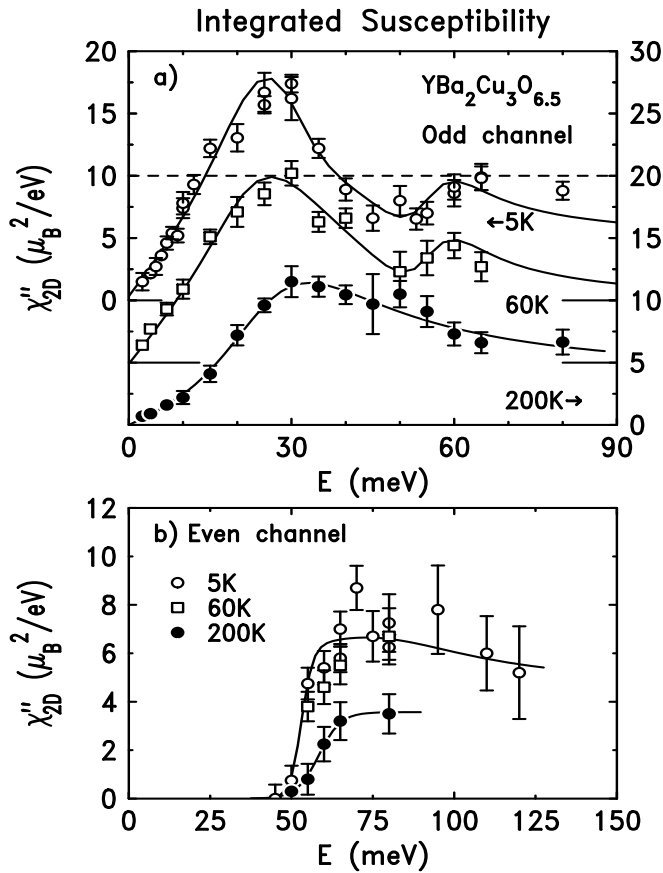 Integrated Susceptibility
20 30
a) YBa₂Cu₃O₆.₅
15 25
Odd channel
10 20
χ″₂D (μB²/eV)
←5K
5 15
0 60K 10
5
200K→
0
0 30 60 90
E (meV)
12
b) Even channel
10
5K
60K
8
200K
6
χ″₂D (μB²/eV)
4
2
0
0 25 50 75 100 125 150
E (meV)